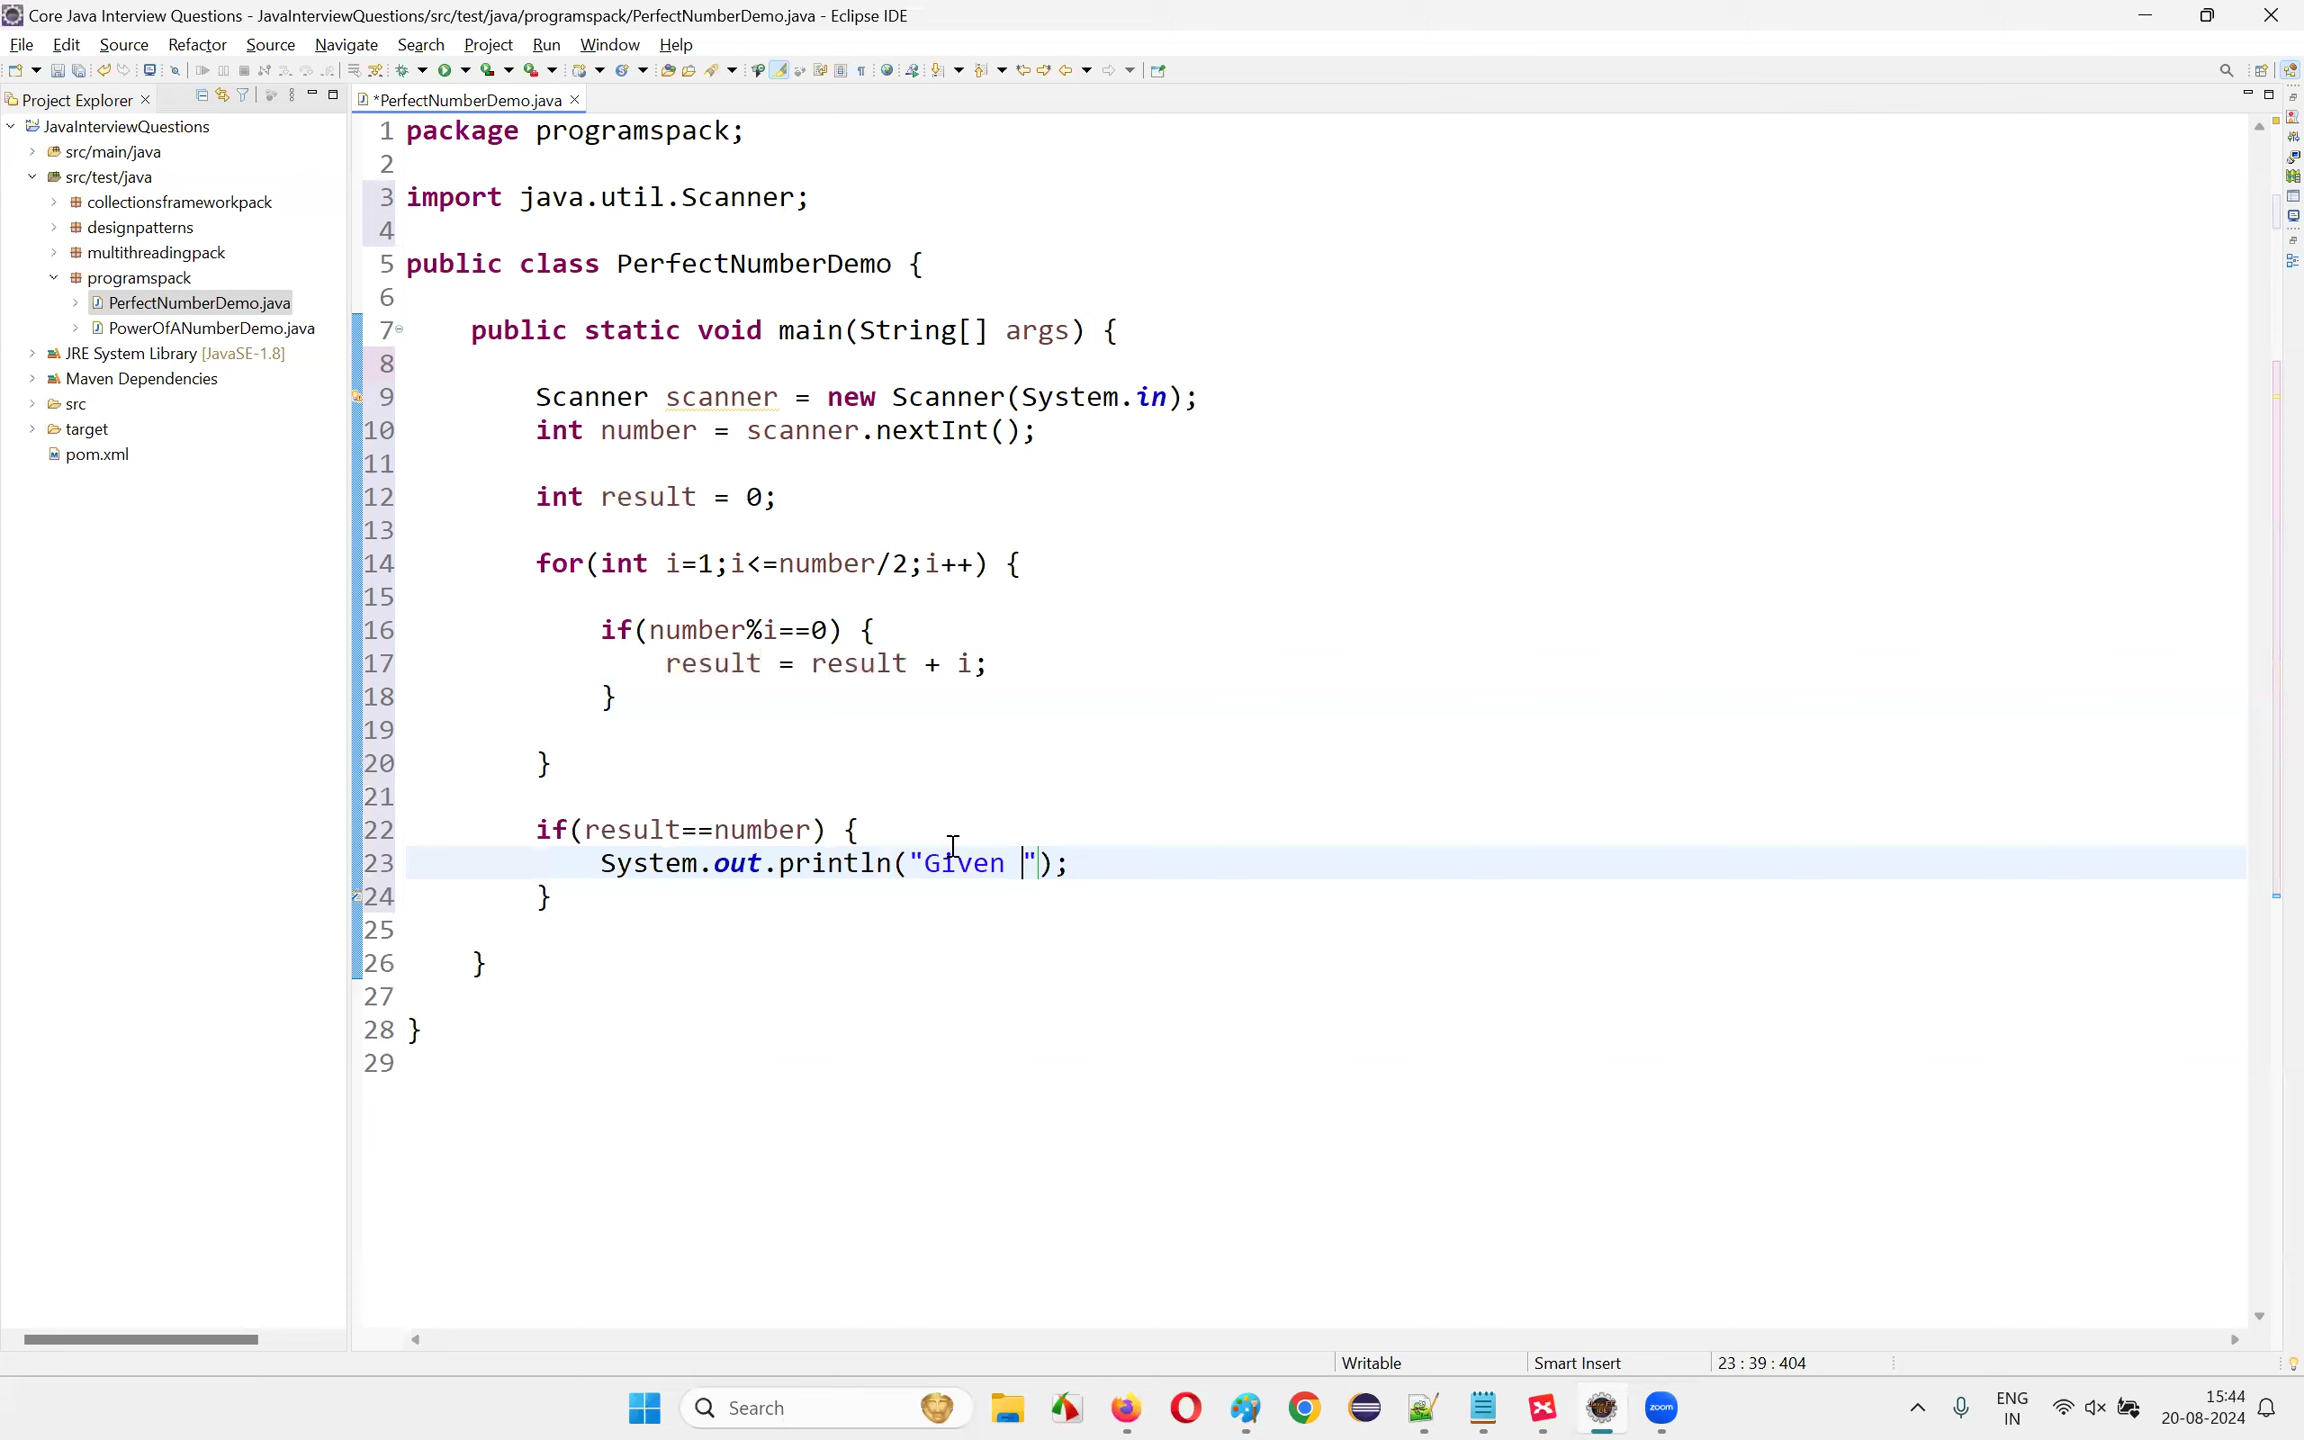 Core Java Interview Questions - JavaInterviewQuestions/src/test/java/programspack/PerfectNumberDemo.java - Eclipse IDE
File Edit Source Refactor Source Navigate Search Project Run Window Help
Project Explorer
*PerfectNumberDemo.java
JavaInterviewQuestions
src/main/java
src/test/java
collectionsframeworkpack
designpatterns
multithreadingpack
programspack
PerfectNumberDemo.java
PowerOfANumberDemo.java
JRE System Library [JavaSE-1.8]
Maven Dependencies
src
target
pom.xml
1 package programspack;
2
3 import java.util.Scanner;
4
5 public class PerfectNumberDemo {
6
7 public static void main(String[] args) {
8
9 Scanner scanner = new Scanner(System.in);
10 int number = scanner.nextInt();
11
12 int result = 0;
13
14 for(int i=1;i<=number/2;i++) {
15
16 if(number%i==0) {
17 result = result + i;
18 }
19
20 }
21
22 if(result==number) {
23 System.out.println("Given ");
24 }
25
26 }
27
28 }
29
Writable Smart Insert 23 : 39 : 404
Search
zoom
ENG
IN
15:44
20-08-2024